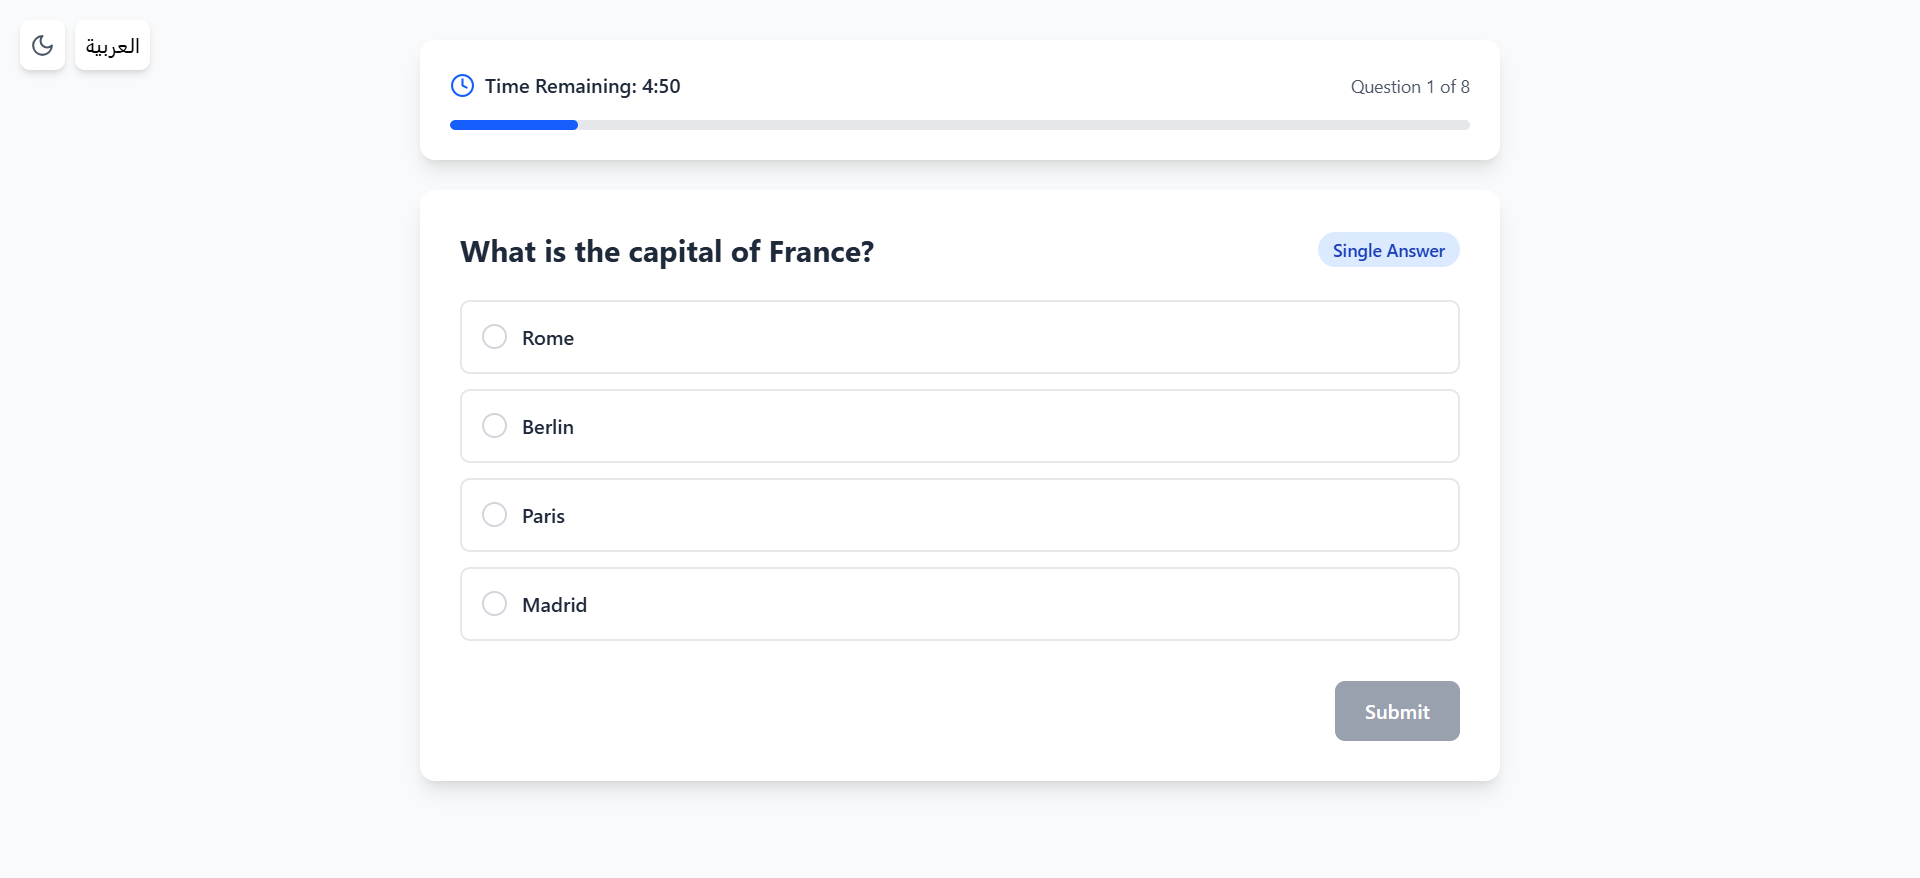 العربية
Time Remaining: 4:50
Question 1 of 8
What is the capital of France?
Single Answer
Rome
Berlin
Paris
Madrid
Submit